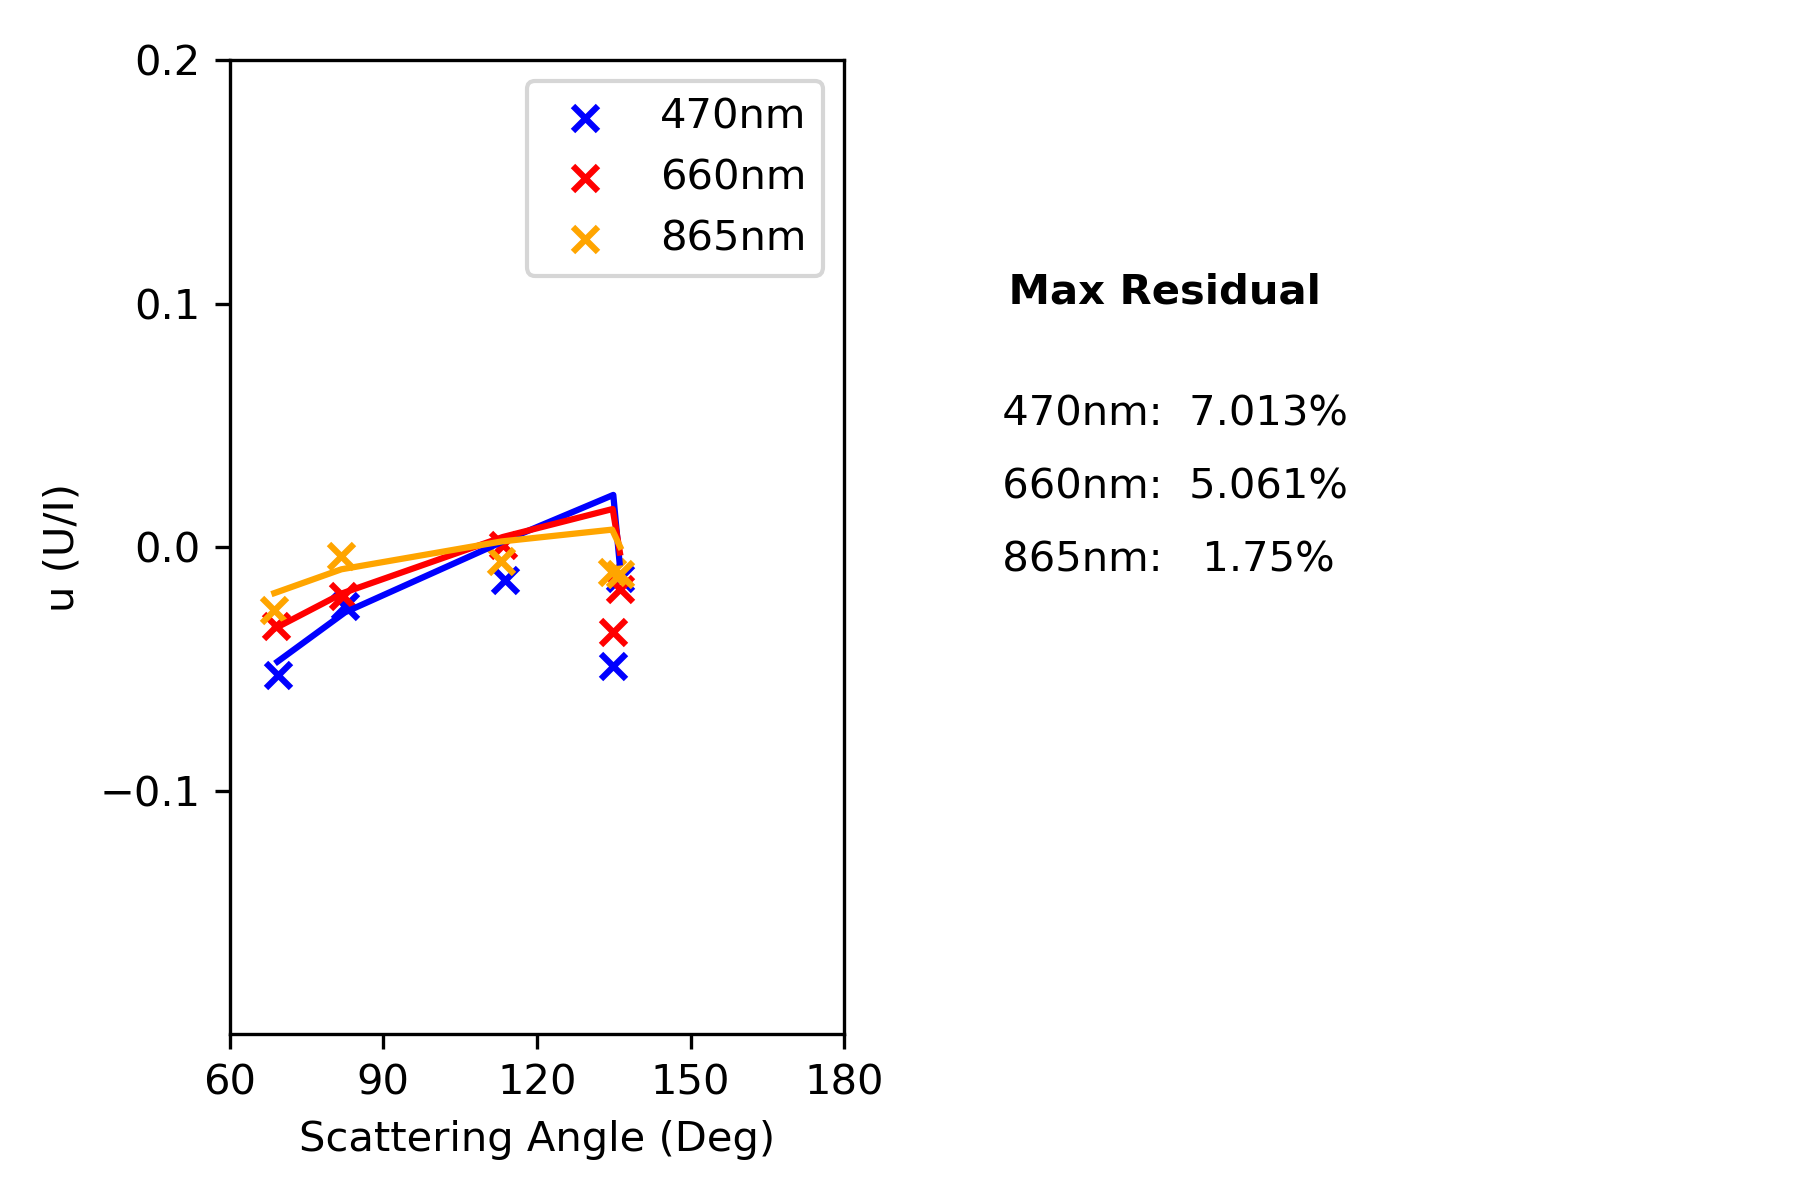 0.2
0.1
0.0
−0.1
u (U/I)
60 90 120 150 180
Scattering Angle (Deg)
470nm
660nm
865nm
Max Residual
470nm: 7.013%
660nm: 5.061%
865nm: 1.75%